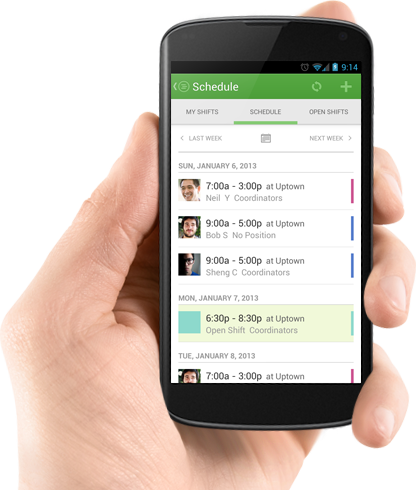 9:14
Schedule
MY SHIFTS SCHEDULE OPEN SHIFTS
LAST WEEK NEXT WEEK
SUN, JANUARY 6, 2013
7:00a - 3:00p at Uptown
Neil Y Coordinators
9:00a - 5:00p at Uptown
Bob S No Position
9:00a - 5:00p at Uptown
Sheng C Coordinators
MON, JANUARY 7, 2013
6:30p - 8:30p at Uptown
Open Shift Coordinators
TUE, JANUARY 8, 2013
7:00a - 3:00p at Uptown